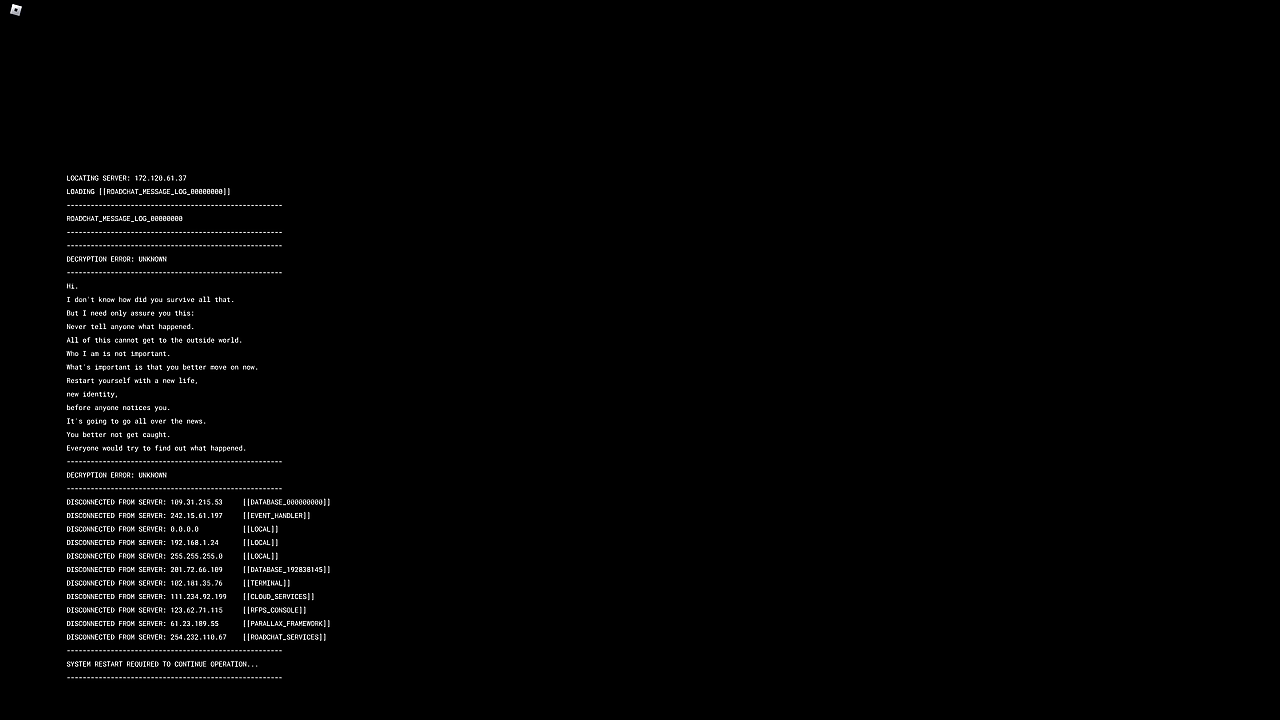 LOCATING SERVER: 172.120.61.37
LOADING [[ROADCHAT_MESSAGE_LOG_00000000]]
------------------------------------------------------
ROADCHAT_MESSAGE_LOG_00000000
------------------------------------------------------
------------------------------------------------------
DECRYPTION ERROR: UNKNOWN
------------------------------------------------------
Hi.
I don't know how did you survive all that.
But I need only assure you this:
Never tell anyone what happened.
All of this cannot get to the outside world.
Who I am is not important.
What's important is that you better move on now.
Restart yourself with a new life,
new identity,
before anyone notices you.
It's going to go all over the news.
You better not get caught.
Everyone would try to find out what happened.
------------------------------------------------------
DECRYPTION ERROR: UNKNOWN
------------------------------------------------------
DISCONNECTED FROM SERVER: 109.31.215.53 [[DATABASE_000000000]]
DISCONNECTED FROM SERVER: 242.15.61.197 [[EVENT_HANDLER]]
DISCONNECTED FROM SERVER: 0.0.0.0 [[LOCAL]]
DISCONNECTED FROM SERVER: 192.168.1.24 [[LOCAL]]
DISCONNECTED FROM SERVER: 255.255.255.0 [[LOCAL]]
DISCONNECTED FROM SERVER: 201.72.66.109 [[DATABASE_192838145]]
DISCONNECTED FROM SERVER: 102.181.35.76 [[TERMINAL]]
DISCONNECTED FROM SERVER: 111.234.92.199 [[CLOUD_SERVICES]]
DISCONNECTED FROM SERVER: 123.62.71.115 [[RFPS_CONSOLE]]
DISCONNECTED FROM SERVER: 61.23.189.55 [[PARALLAX_FRAMEWORK]]
DISCONNECTED FROM SERVER: 254.232.110.67 [[ROADCHAT_SERVICES]]
------------------------------------------------------
SYSTEM RESTART REQUIRED TO CONTINUE OPERATION...
------------------------------------------------------